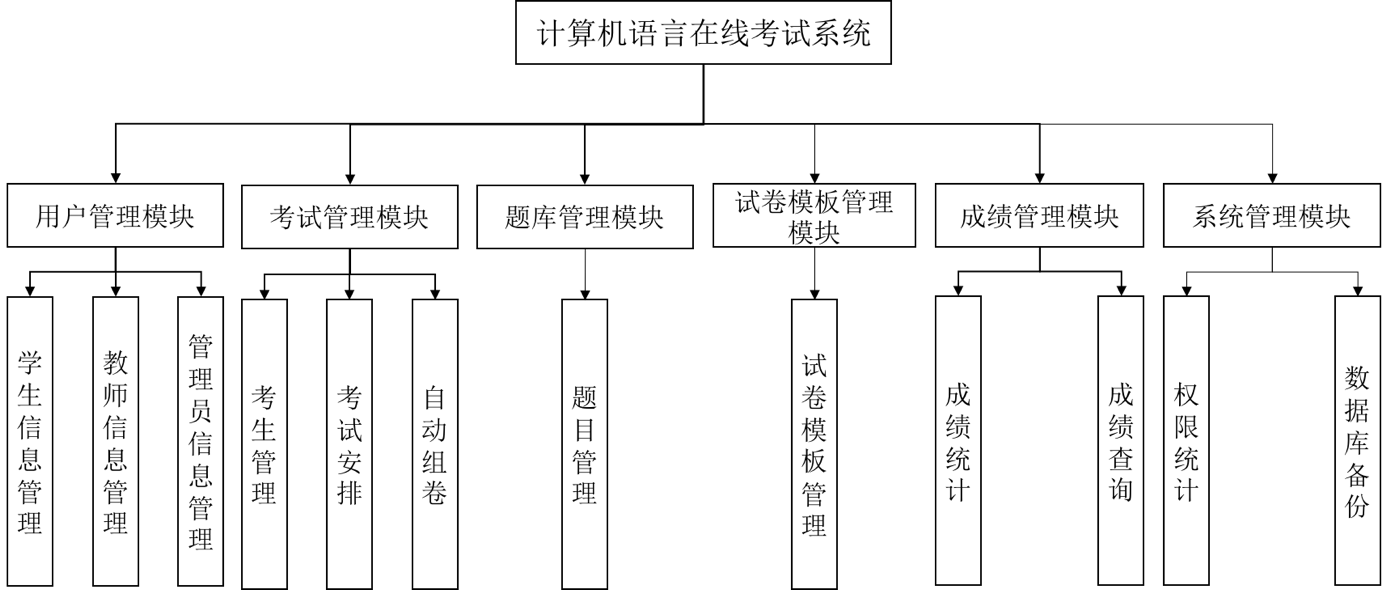 计算机语言在线考试系统
用户管理模块
考试管理模块
题库管理模块
试卷模板管理
模块
成绩管理模块
系统管理模块
学生信息管理
教师信息管理
管理员信息管理
考生管理
考试安排
自动组卷
题目管理
试卷模板管理
成绩统计
成绩查询
权限统计
数据库备份